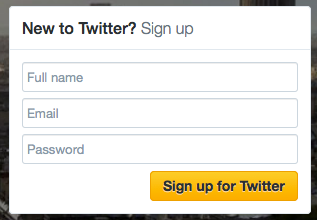 New to Twitter? Sign up
Full name
Email
Password
Sign up for Twitter